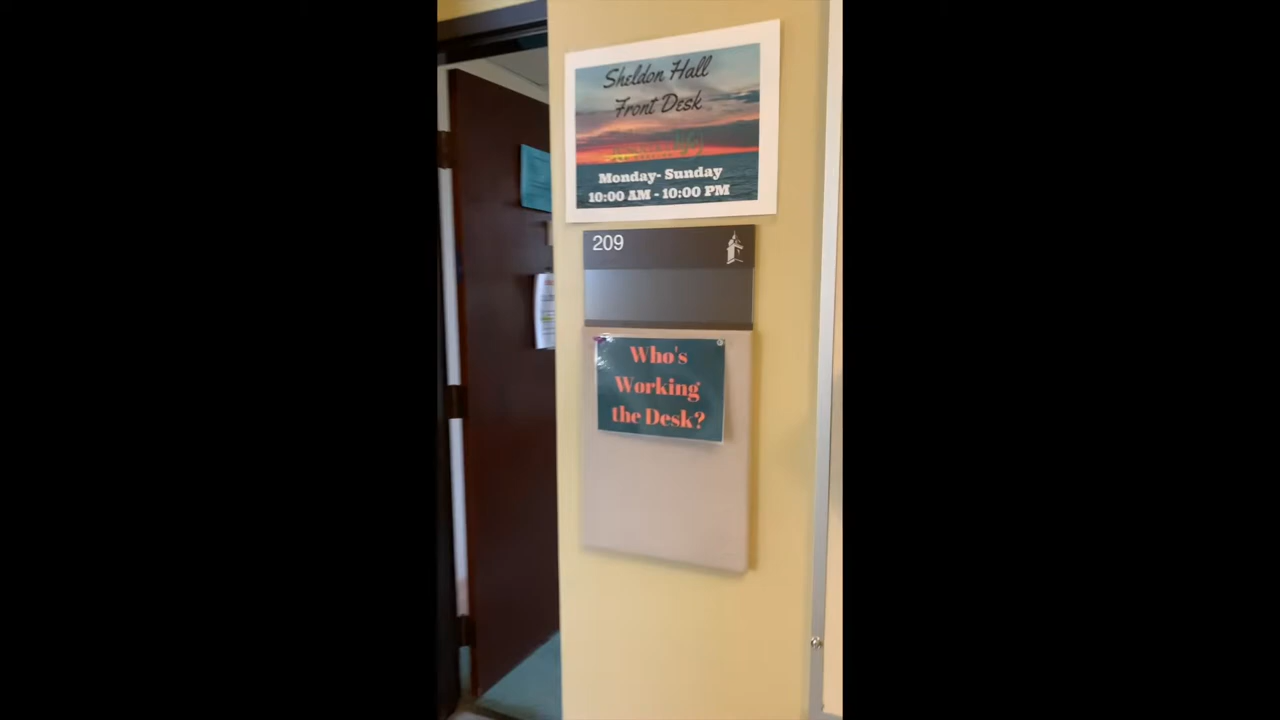 Sheldon Hall
Front Desk
Monday- Sunday
10:00 AM - 10:00 PM
209
Who's
Working
the Desk?